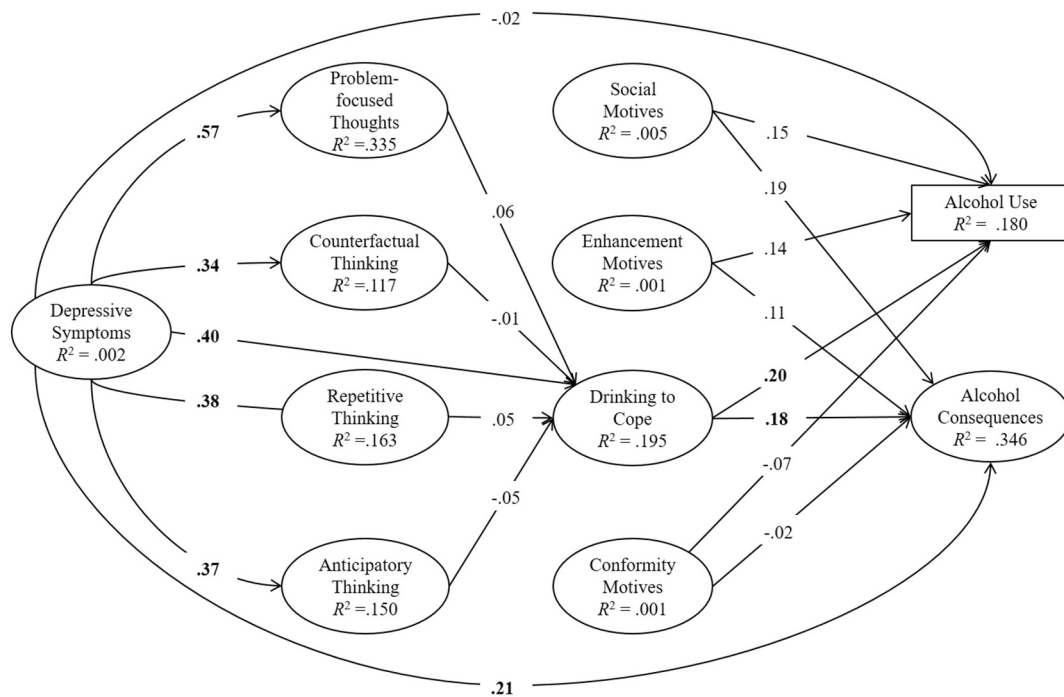 -.02
Problem-
focused
Thoughts
R² =.335
Social
Motives
R² = .005
.57
.15
.19
Alcohol Use
R² = .180
.06
Counterfactual
Thinking
R² =.117
Enhancement
Motives
R² = .001
.34
.14
Depressive
Symptoms
R² = .002
-.01
.11
.40
.20
.38
Repetitive
Thinking
R² =.163
.05
Drinking to
Cope
R² = .195
.18
Alcohol
Consequences
R² = .346
-.05
-.07
-.02
.37
Anticipatory
Thinking
R² =.150
Conformity
Motives
R² = .001
.21